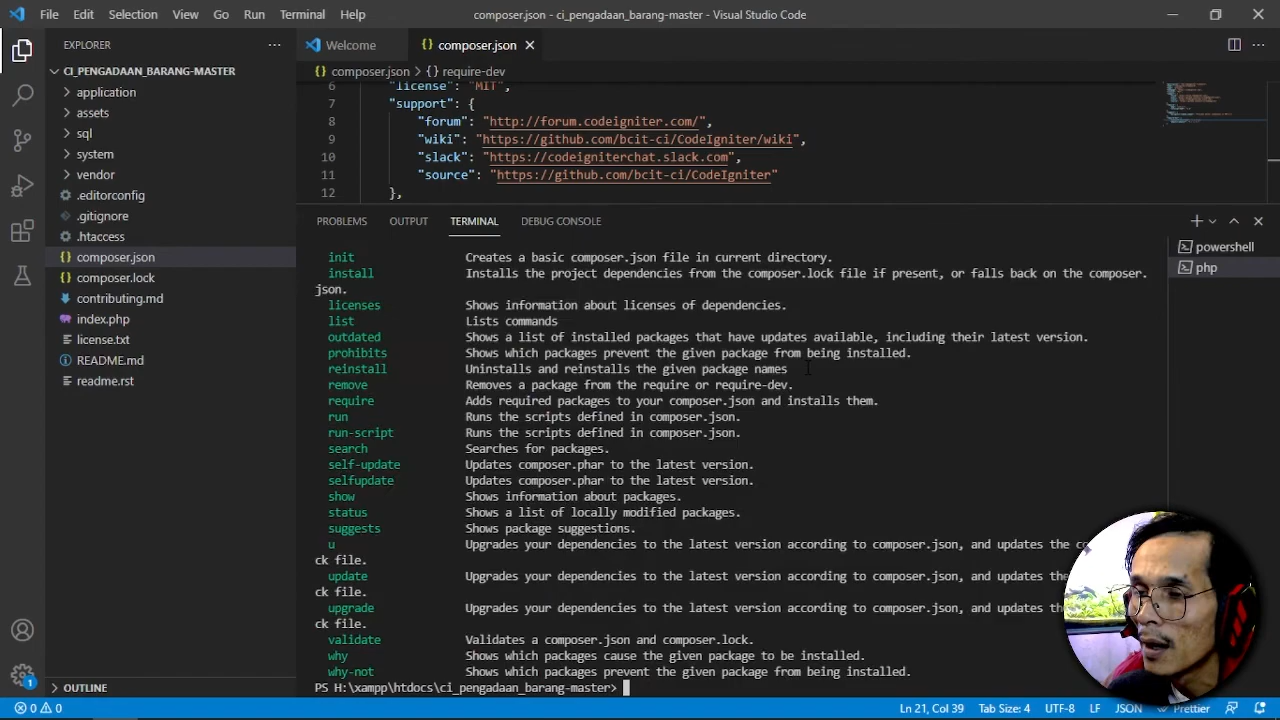 File Edit Selection View Go Run Terminal Help composer.json - ci_pengadaan_barang-master - Visual Studio Code
EXPLORER
CI_PENGADAAN_BARANG-MASTER
application
assets
sql
system
vendor
.editorconfig
.gitignore
.htaccess
composer.json
composer.lock
contributing.md
index.php
license.txt
README.md
readme.rst
OUTLINE
Welcome composer.json
composer.json > {} require-dev
6 "license": "MIT",
7 "support": {
8 "forum": "http://forum.codeigniter.com/",
9 "wiki": "https://github.com/bcit-ci/CodeIgniter/wiki",
10 "slack": "https://codeigniterchat.slack.com",
11 "source": "https://github.com/bcit-ci/CodeIgniter"
12 },
PROBLEMS OUTPUT TERMINAL DEBUG CONSOLE
powershell
php
init Creates a basic composer.json file in current directory.
install Installs the project dependencies from the composer.lock file if present, or falls back on the composer.
json.
licenses Shows information about licenses of dependencies.
list Lists commands
outdated Shows a list of installed packages that have updates available, including their latest version.
prohibits Shows which packages prevent the given package from being installed.
reinstall Uninstalls and reinstalls the given package names
remove Removes a package from the require or require-dev.
require Adds required packages to your composer.json and installs them.
run Runs the scripts defined in composer.json.
run-script Runs the scripts defined in composer.json.
search Searches for packages.
self-update Updates composer.phar to the latest version.
selfupdate Updates composer.phar to the latest version.
show Shows information about packages.
status Shows a list of locally modified packages.
suggests Shows package suggestions.
u Upgrades your dependencies to the latest version according to composer.json, and updates the
ck file.
update Upgrades your dependencies to the latest version according to composer.json, and updates the
ck file.
upgrade Upgrades your dependencies to the latest version according to composer.json, and updates the
ck file.
validate Validates a composer.json and composer.lock.
why Shows which packages cause the given package to be installed.
why-not Shows which packages prevent the given package from being installed.
PS H:\xampp\htdocs\ci_pengadaan_barang-master>
1
0 0 Ln 21, Col 39 Tab Size: 4 UTF-8 LF JSON Prettier